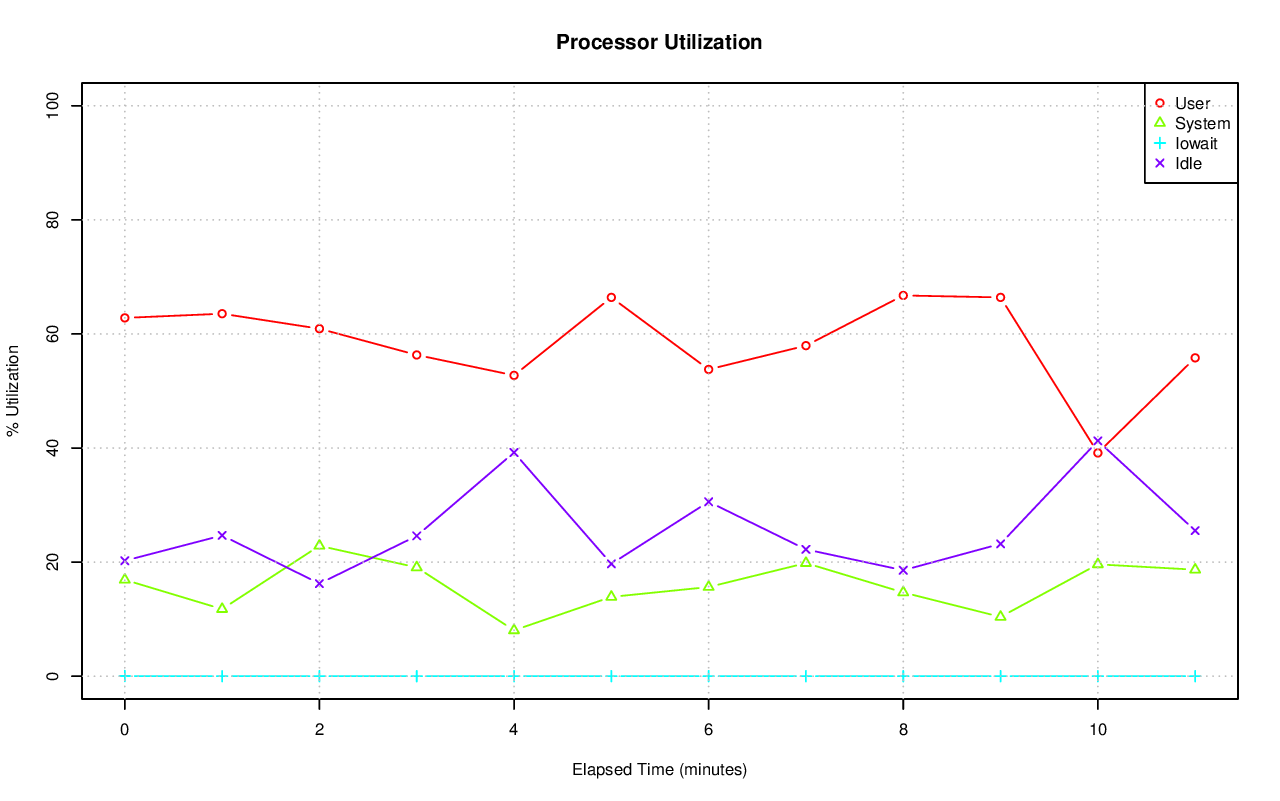 Processor Utilization
User
System
Iowait
Idle
% Utilization
100
80
60
40
20
0
0 2 4 6 8 10
Elapsed Time (minutes)